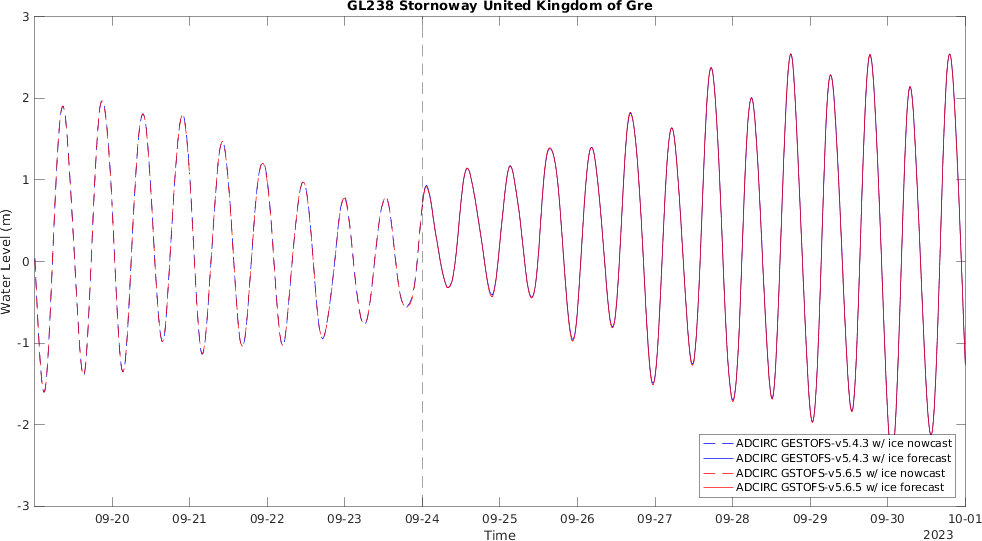 GL238 Stornoway United Kingdom of Gre
3
2
1
0
-1
-2
-3
Water Level (m)
ADCIRC GESTOFS-v5.4.3 w/ ice nowcast
ADCIRC GESTOFS-v5.4.3 w/ ice forecast
ADCIRC GSTOFS-v5.6.5 w/ ice nowcast
ADCIRC GSTOFS-v5.6.5 w/ ice forecast
09-20 09-21 09-22 09-23 09-24 09-25 09-26 09-27 09-28 09-29 09-30 10-01
Time
2023